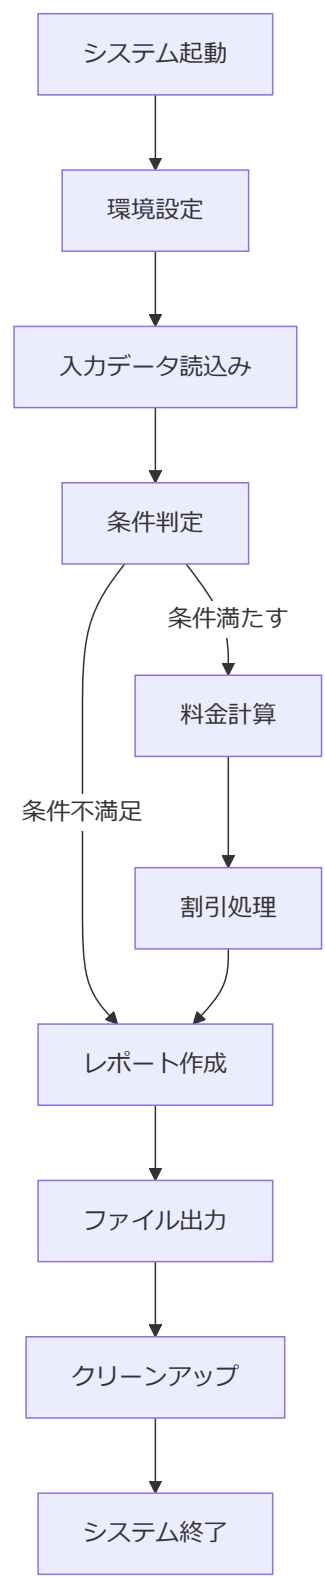 システム起動
環境設定
入力データ読込み
条件判定
条件満たす
料金計算
条件不満足
割引処理
レポート作成
ファイル出力
クリーンアップ
システム終了